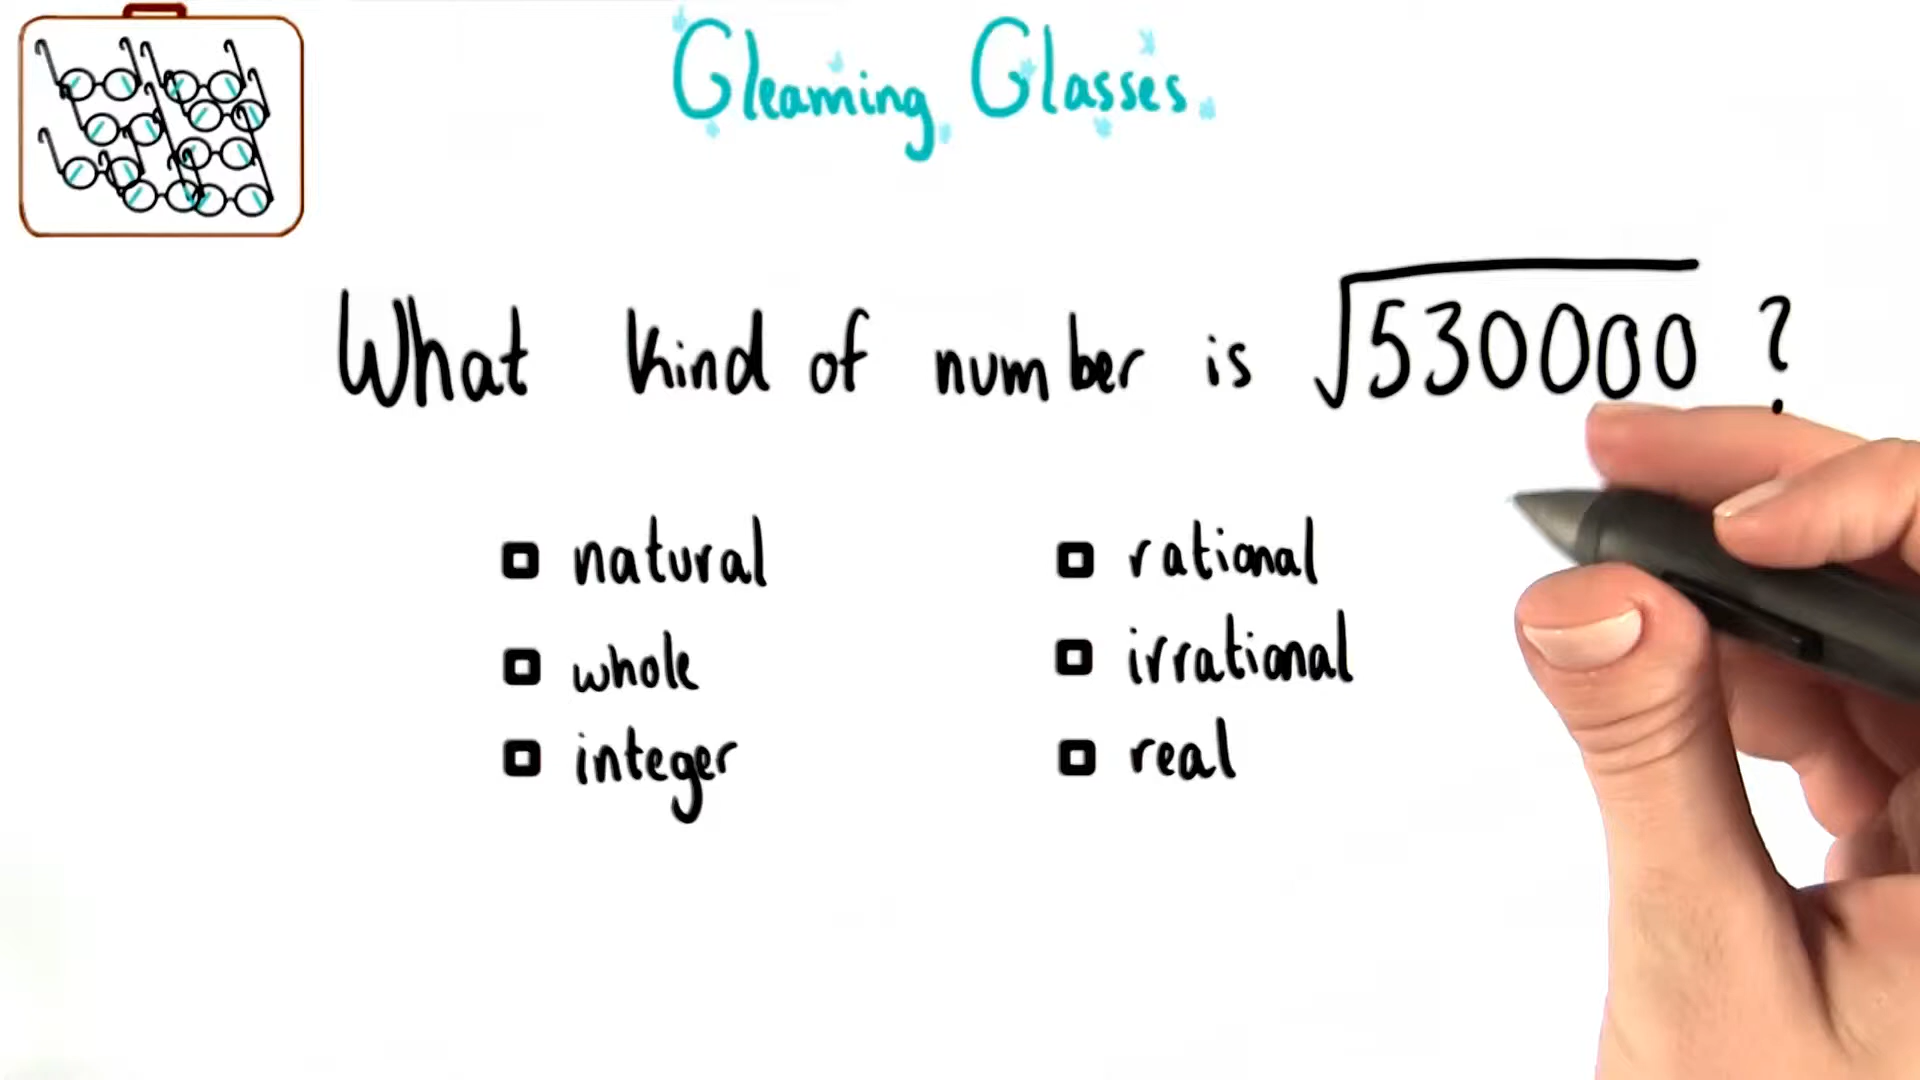 Gleaming Glasses
What kind of number is √530000 ?
natural
whole
integer
rational
irrational
real